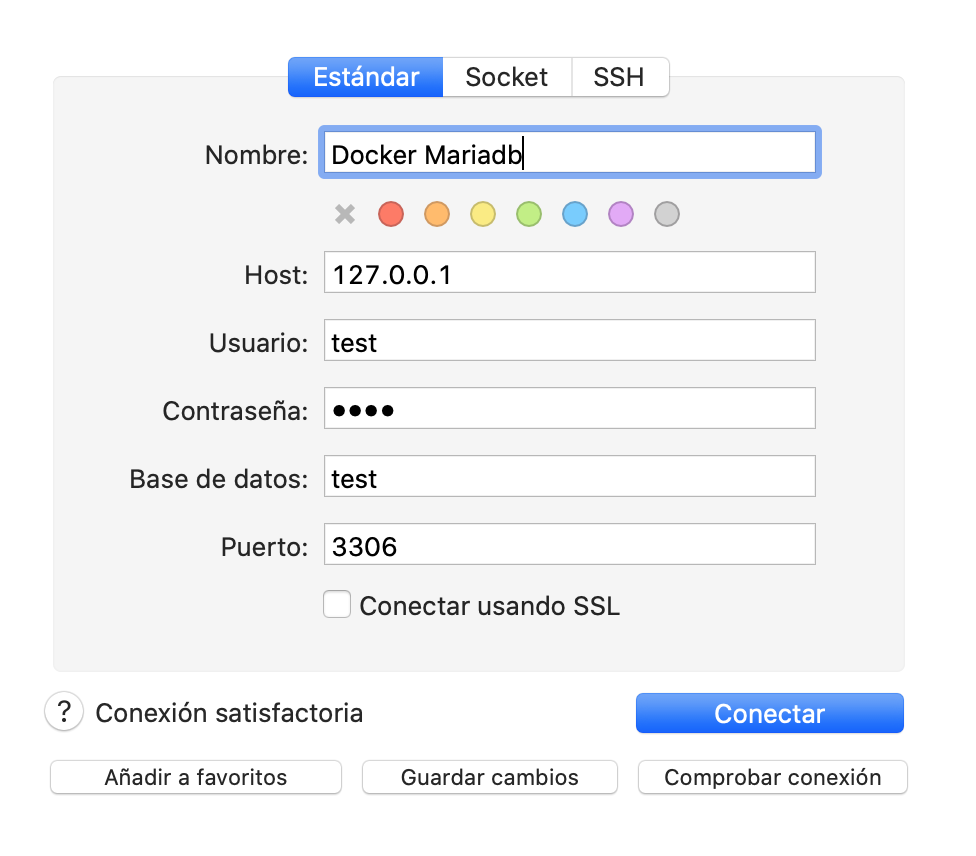 Estándar Socket SSH
Nombre: Docker Mariadb
Host: 127.0.0.1
Usuario: test
Contraseña: ••••
Base de datos: test
Puerto: 3306
Conectar usando SSL
? Conexión satisfactoria Conectar
Añadir a favoritos Guardar cambios Comprobar conexión